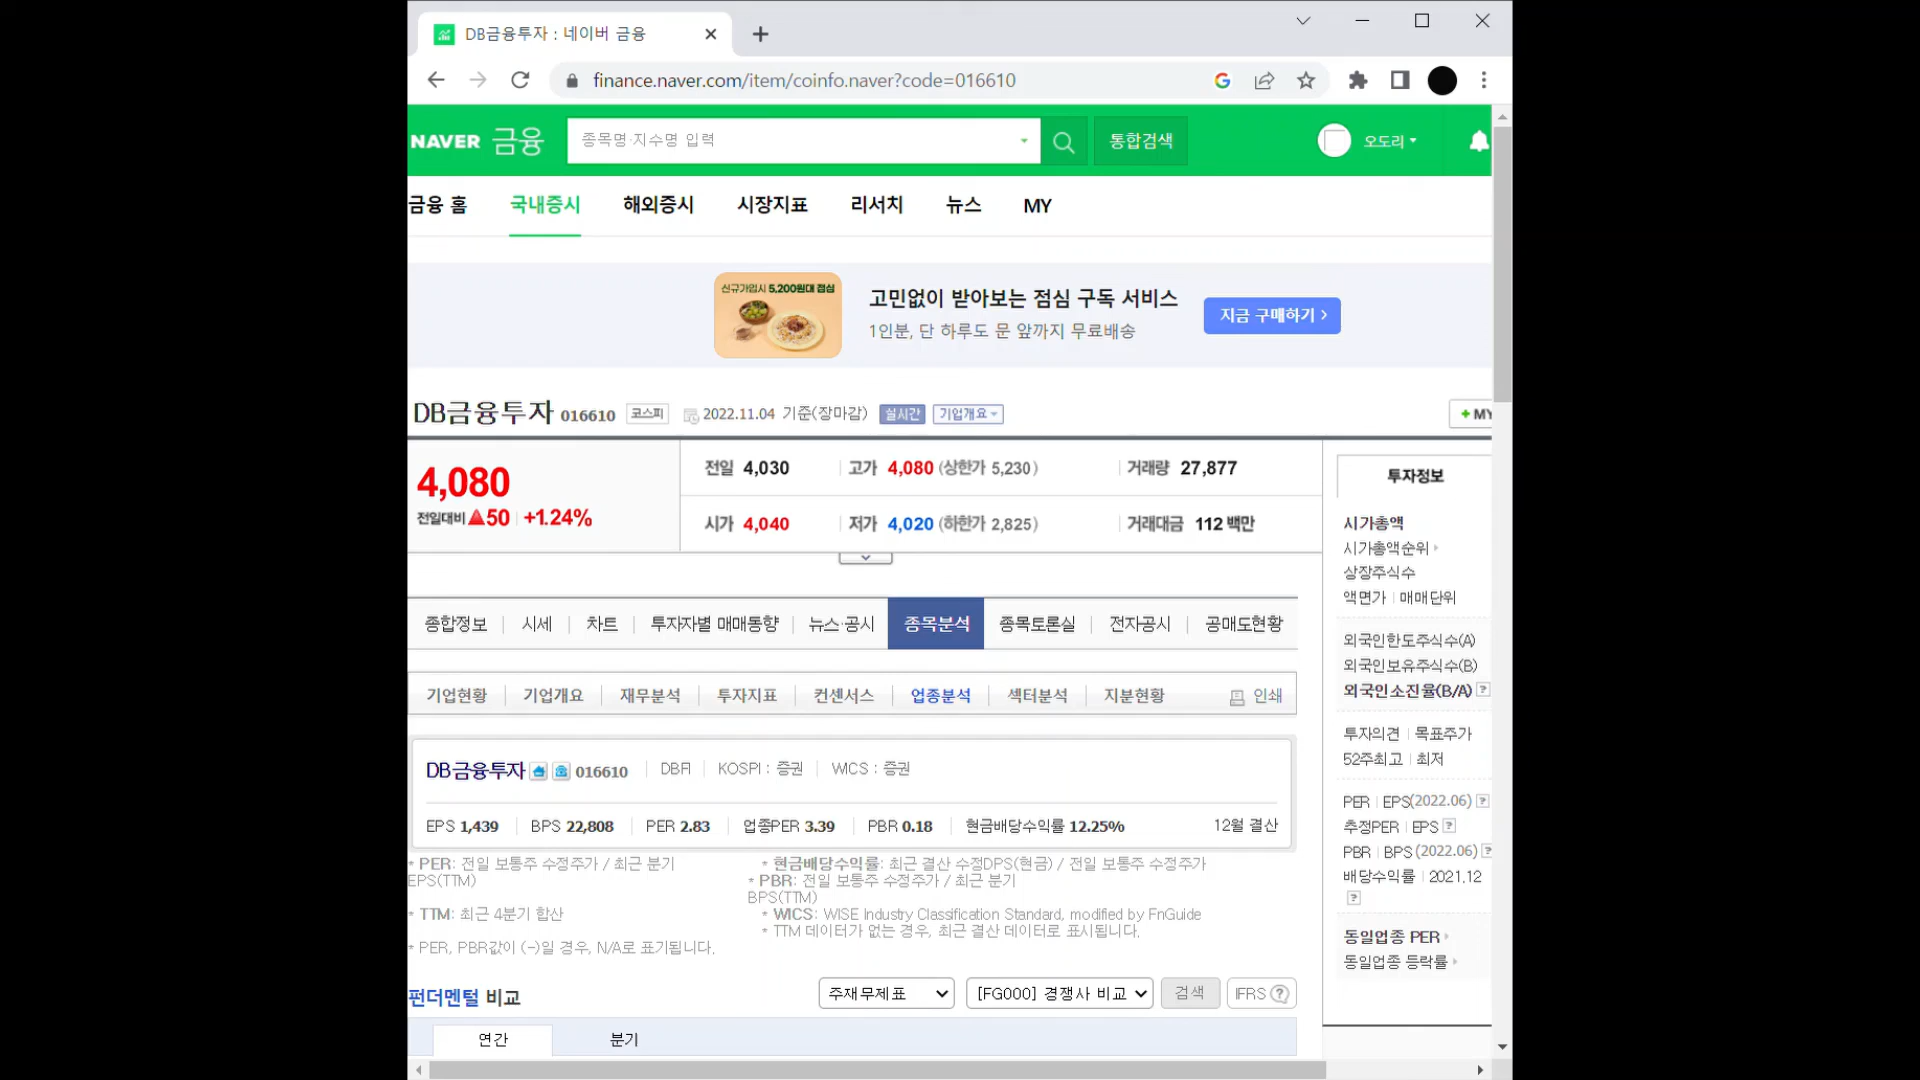 DB금융투자 : 네이버 금융
finance.naver.com/item/coinfo.naver?code=016610
NAVER 금융 종목명·지수명 입력 통합검색 오도리
금융 홈 국내증시 해외증시 시장지표 리서치 뉴스 MY
신규가입시 5,200원대 점심
고민없이 받아보는 점심 구독 서비스
1인분, 단 하루도 문 앞까지 무료배송
지금 구매하기 >
DB금융투자 016610 코스피 2022.11.04 기준(장마감) 실시간 기업개요
+ MY
4,080
전일대비 ▲50 +1.24%
전일 4,030 고가 4,080 (상한가 5,230) 거래량 27,877
시가 4,040 저가 4,020 (하한가 2,825) 거래대금 112 백만
종합정보 시세 차트 투자자별 매매동향 뉴스·공시 종목분석 종목토론실 전자공시 공매도현황
기업현황 기업개요 재무분석 투자지표 컨센서스 업종분석 섹터분석 지분현황 인쇄
DB금융투자 016610 DBFI KOSPI : 증권 WICS : 증권
EPS 1,439 BPS 22,808 PER 2.83 업종PER 3.39 PBR 0.18 현금배당수익률 12.25% 12월 결산
* PER: 전일 보통주 수정주가 / 최근 분기
EPS(TTM)
* TTM: 최근 4분기 합산
* PER, PBR값이 (-)일 경우, N/A로 표기됩니다.
* 현금배당수익률: 최근 결산 수정DPS(현금) / 전일 보통주 수정주가
* PBR: 전일 보통주 수정주가 / 최근 분기
BPS(TTM)
* WICS: WISE Industry Classification Standard, modified by FnGuide
* TTM 데이터가 없는 경우, 최근 결산 데이터로 표시됩니다.
펀더멘털 비교 주재무제표 [FG000] 경쟁사 비교 검색 IFRS ?
연간 분기
투자정보
시가총액
시가총액순위
상장주식수
액면가 매매단위
외국인한도주식수(A)
외국인보유주식수(B)
외국인소진율(B/A) ?
투자의견 목표주가
52주최고 최저
PER EPS(2022.06) ?
추정PER EPS ?
PBR BPS (2022.06) ?
배당수익률 2021.12
?
동일업종 PER
동일업종 등락률